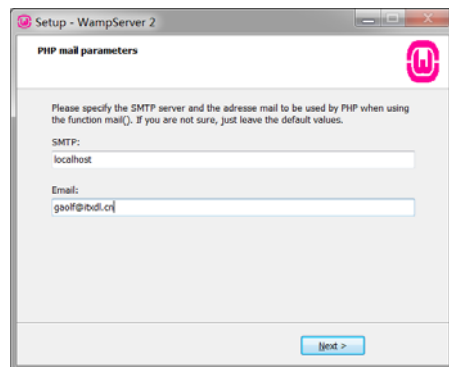 Setup - WampServer 2
PHP mail parameters
Please specify the SMTP server and the adresse mail to be used by PHP when using
the function mail(). If you are not sure, just leave the default values.
SMTP:
localhost
Email:
gaolf@itxdl.cn
Next >